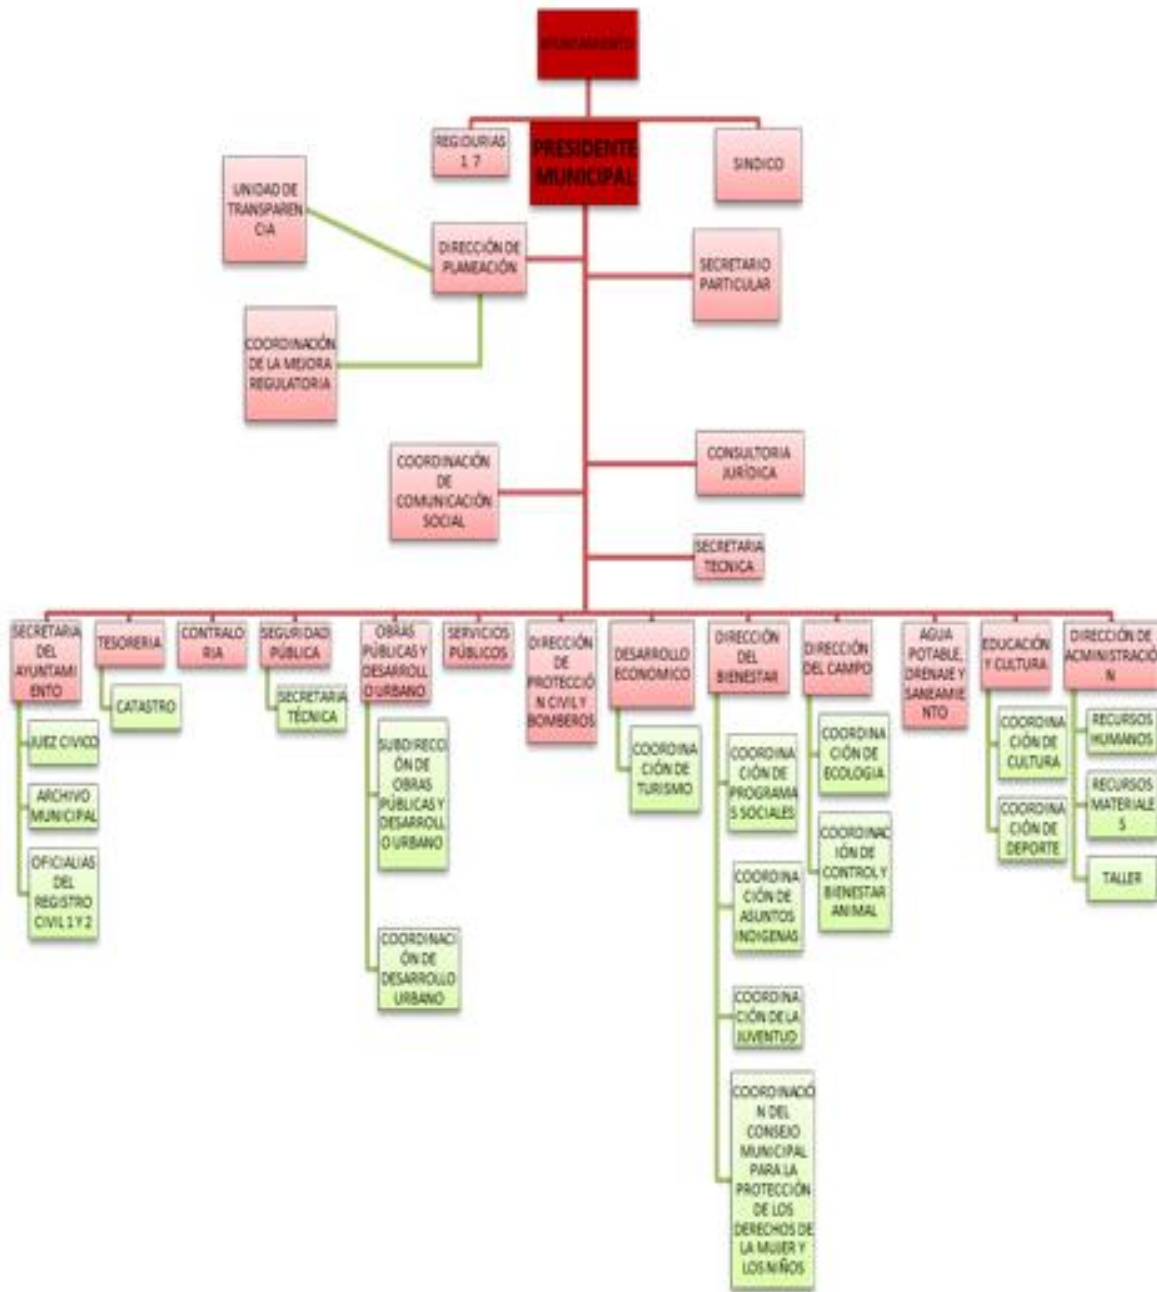 AYUNTAMIENTO
REGIDURIAS
1 7
PRESIDENTE
MUNICIPAL
SINDICO
UNIDAD DE
TRANSPAREN
CIA
DIRECCIÓN DE
PLANEACIÓN
SECRETARIO
PARTICULAR
COORDINACIÓN
DE LA MEJORA
REGULATORIA
COORDINACIÓN
DE
COMUNICACIÓN
SOCIAL
CONSULTORIA
JURÍDICA
SECRETARIA
TECNICA
SECRETARIA
DEL
AYUNTAMI
ENTO
JUEZ CIVICO
ARCHIVO
MUNICIPAL
OFICIALIAS
DEL
REGISTRO
CIVIL 1 Y 2
TESORERIA
CATASTRO
CONTRALO
RIA
SEGURIDAD
PÚBLICA
SECRETARIA
TÉCNICA
OBRAS
PÚBLICAS Y
DESARROLL
O URBANO
SUBDIRECCI
ÓN DE
OBRAS
PÚBLICAS Y
DESARROLL
O URBANO
COORDINACI
ÓN DE
DESARROLLO
URBANO
SERVICIOS
PÚBLICOS
DIRECCIÓN
DE
PROTECCIÓ
N CIVIL Y
BOMBEROS
DESARROLLO
ECONOMICO
COORDINA
CIÓN DE
TURISMO
DIRECCIÓN
DEL
BIENESTAR
COORDINA
CIÓN DE
PROGRAMA
S SOCIALES
COORDINA
CIÓN DE
ASUNTOS
INDIGENAS
COORDINA
CIÓN DE LA
JUVENTUD
COORDINACIÓ
N DEL
CONSEJO
MUNICIPAL
PARA LA
PROTECCIÓN
DE LOS
DERECHOS DE
LA MUJER Y
LOS NIÑOS
DIRECCIÓN
DEL CAMPO
COORDINA
CIÓN DE
ECOLOGIA
COORDINAC
IÓN DE
CONTROL Y
BIENESTAR
ANIMAL
AGUA
POTABLE,
DRENAJE Y
SANEAMIE
NTO
EDUCACIÓN
Y CULTURA
COORDINA
CIÓN DE
CULTURA
COORDINA
CIÓN DE
DEPORTE
DIRECCIÓN DE
ADMINISTRACIÓ
N
RECURSOS
HUMANOS
RECURSOS
MATERIALE
S
TALLER